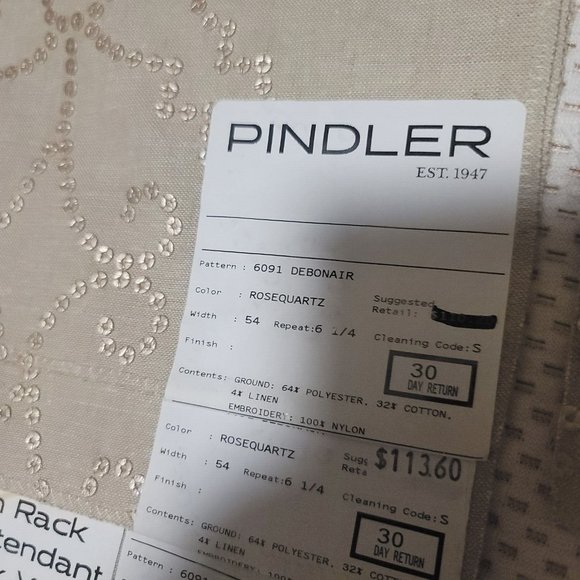 PINDLER
EST. 1947
Pattern : 6091 DEBONAIR
Color : ROSEQUARTZ
Suggested
Retail:
Width : 54 Repeat:6 1/4
Cleaning Code:S
Finish :
30
DAY RETURN
Contents: GROUND: 64% POLYESTER, 32% COTTON,
4% LINEN
EMBROIDERY: 100% NYLON
Color : ROSEQUARTZ
$113.60
Width : 54 Repeat:6 1/4
Cleaning Code:S
Finish :
30
DAY RETURN
Contents: GROUND: 64% POLYESTER, 32% COTTON,
4% LINEN
Rack
Pattern :